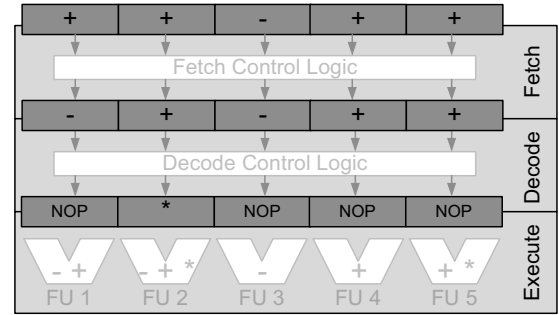 + + - + +
Fetch Control Logic
Fetch
- + - + +
Decode Control Logic
Decode
NOP * NOP NOP NOP
Execute
- + - + * - + + *
FU 1 FU 2 FU 3 FU 4 FU 5